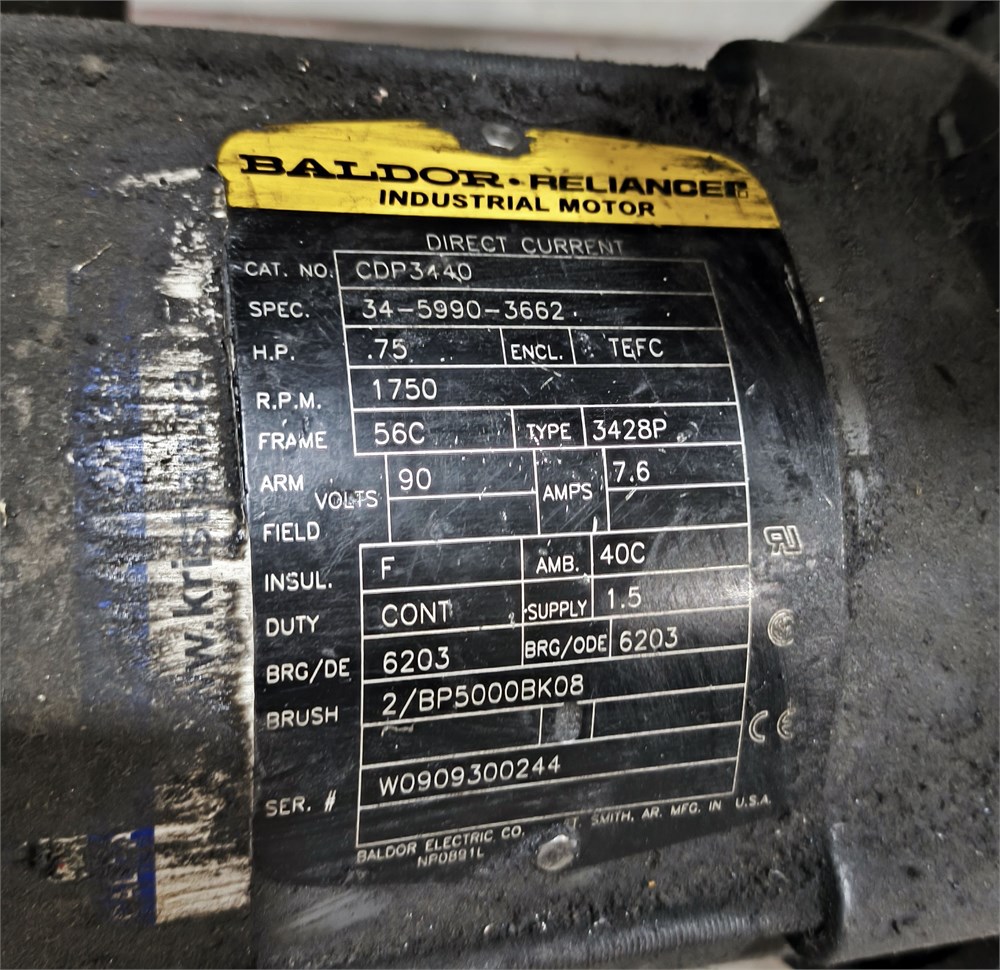 BALDOR • RELIANCE
INDUSTRIAL MOTOR
DIRECT CURRENT
CAT. NO. CDP3440
SPEC. 34-5990-3662
H.P. .75 ENCL. TEFC
R.P.M. 1750
FRAME 56C TYPE 3428P
ARM VOLTS 90 AMPS 7.6
FIELD
INSUL. F AMB. 40C
DUTY CONT SUPPLY 1.5
BRG/DE 6203 BRG/ODE 6203
BRUSH 2/BP5000BK08
SER. # W0909300244
BALDOR ELECTRIC CO. SMITH, AR. MFG. IN U.S.A.
NP0891L
CE